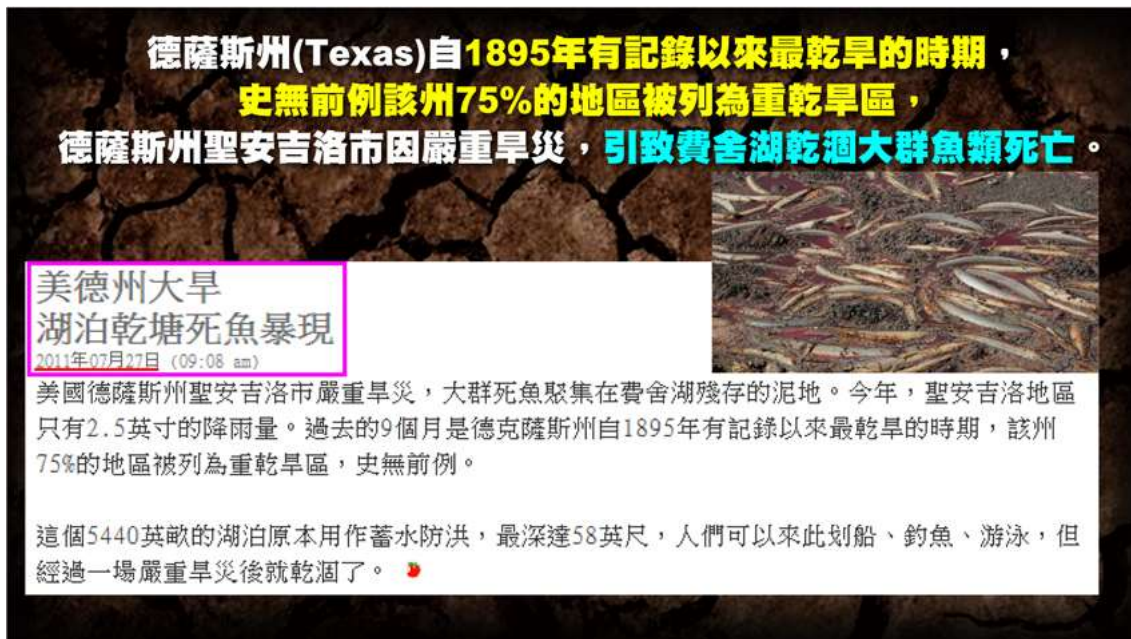 德薩斯州(Texas)自1895年有記錄以來最乾旱的時期，
史無前例該州75%的地區被列為重乾旱區，
德薩斯州聖安吉洛市因嚴重旱災，引致費舍湖乾涸大群魚類死亡。
美德州大旱
湖泊乾塘死魚暴現
2011年07月27日 (09:08 am)
美國德薩斯州聖安吉洛市嚴重旱災，大群死魚聚集在費舍湖殘存的泥地。今年，聖安吉洛地區
只有2.5英寸的降雨量。過去的9個月是德克薩斯州自1895年有記錄以來最乾旱的時期，該州
75%的地區被列為重乾旱區，史無前例。
這個5440英畝的湖泊原本用作蓄水防洪，最深達58英尺，人們可以來此划船、釣魚、游泳，但
經過一場嚴重旱災後就乾涸了。